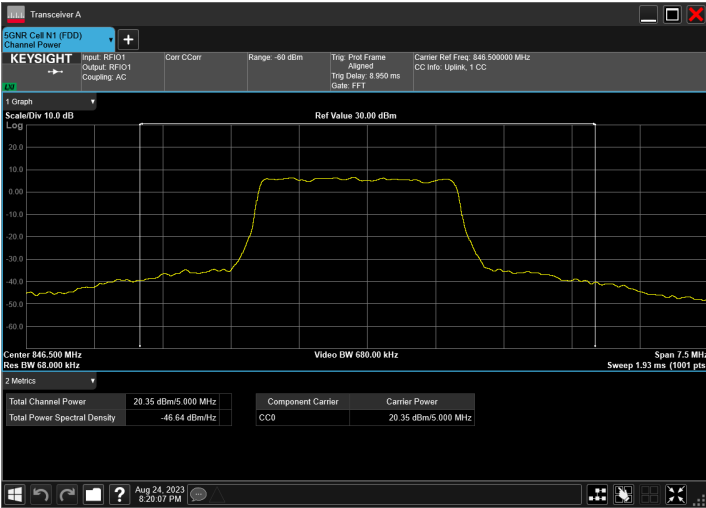 Transceiver A
5GNR Cell N1 (FDD)
Channel Power
KEYSIGHT
LXI
Input: RFIO1
Output: RFIO1
Coupling: AC
Corr CCorr
Range: -60 dBm
Trig: Prot Frame
Aligned
Trig Delay: 8.950 ms
Gate: FFT
Carrier Ref Freq: 846.500000 MHz
CC Info: Uplink, 1 CC
1 Graph
Scale/Div 10.0 dB
Ref Value 30.00 dBm
Log
20.0
10.0
0.00
-10.0
-20.0
-30.0
-40.0
-50.0
-60.0
Center 846.500 MHz
Video BW 680.00 kHz
Span 7.5 MHz
Res BW 68.000 kHz
Sweep 1.93 ms (1001 pts
2 Metrics
Total Channel Power 20.35 dBm/5.000 MHz
Total Power Spectral Density -46.64 dBm/Hz
Component Carrier Carrier Power
CC0 20.35 dBm/5.000 MHz
Aug 24, 2023
8:20:07 PM